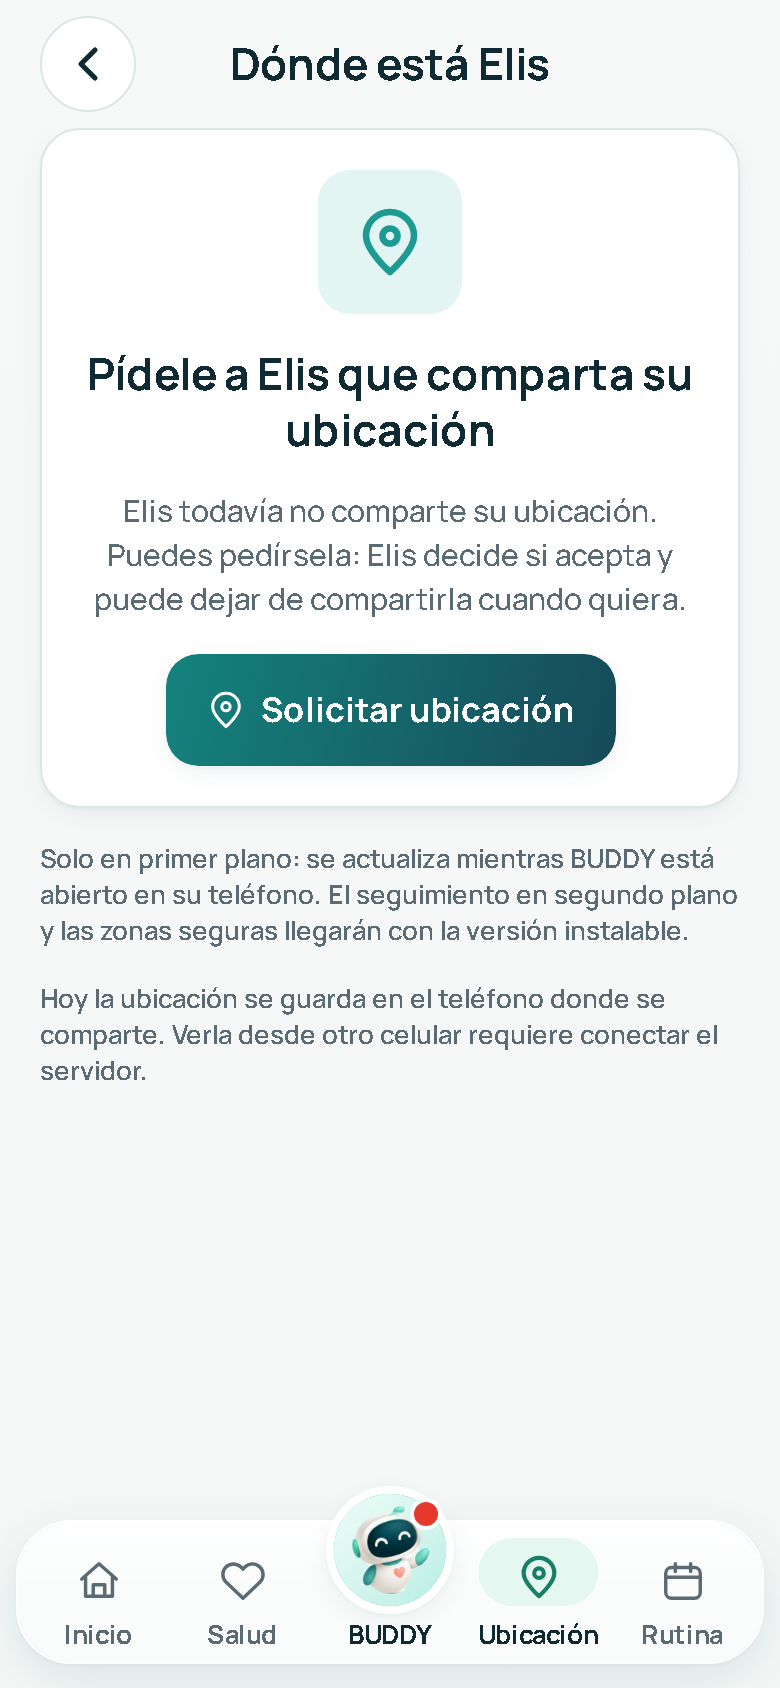 Dónde está Elis
Pídele a Elis que comparta su
ubicación
Elis todavía no comparte su ubicación.
Puedes pedírsela: Elis decide si acepta y
puede dejar de compartirla cuando quiera.
Solicitar ubicación
Solo en primer plano: se actualiza mientras BUDDY está
abierto en su teléfono. El seguimiento en segundo plano
y las zonas seguras llegarán con la versión instalable.
Hoy la ubicación se guarda en el teléfono donde se
comparte. Verla desde otro celular requiere conectar el
servidor.
Inicio
Salud
BUDDY
Ubicación
Rutina